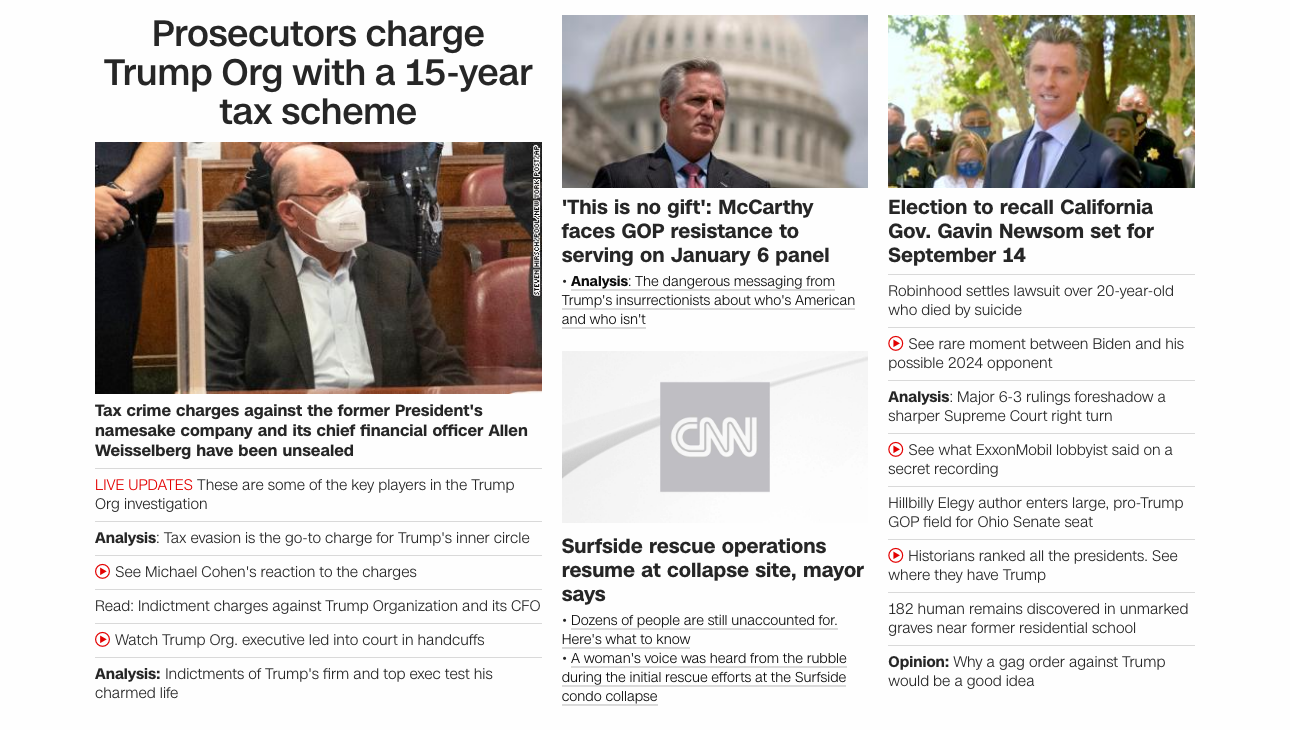 Prosecutors charge
Trump Org with a 15-year
tax scheme
STEVEN HIRSCH/POOL/NEW YORK POST/AP
Tax crime charges against the former President's
namesake company and its chief financial officer Allen
Weisselberg have been unsealed
LIVE UPDATES These are some of the key players in the Trump
Org investigation
Analysis: Tax evasion is the go-to charge for Trump's inner circle
See Michael Cohen's reaction to the charges
Read: Indictment charges against Trump Organization and its CFO
Watch Trump Org. executive led into court in handcuffs
Analysis: Indictments of Trump's firm and top exec test his
charmed life
'This is no gift': McCarthy
faces GOP resistance to
serving on January 6 panel
• Analysis: The dangerous messaging from
Trump's insurrectionists about who's American
and who isn't
CNN
Surfside rescue operations
resume at collapse site, mayor
says
• Dozens of people are still unaccounted for.
Here's what to know
• A woman's voice was heard from the rubble
during the initial rescue efforts at the Surfside
condo collapse
Election to recall California
Gov. Gavin Newsom set for
September 14
Robinhood settles lawsuit over 20-year-old
who died by suicide
See rare moment between Biden and his
possible 2024 opponent
Analysis: Major 6-3 rulings foreshadow a
sharper Supreme Court right turn
See what ExxonMobil lobbyist said on a
secret recording
Hillbilly Elegy author enters large, pro-Trump
GOP field for Ohio Senate seat
Historians ranked all the presidents. See
where they have Trump
182 human remains discovered in unmarked
graves near former residential school
Opinion: Why a gag order against Trump
would be a good idea